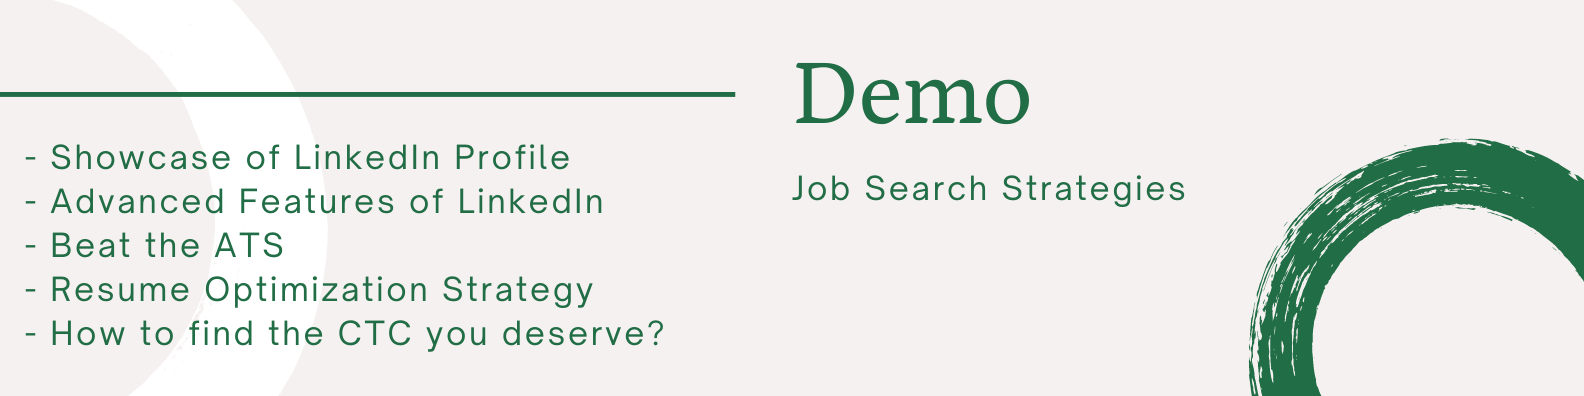 Demo
Job Search Strategies
- Showcase of LinkedIn Profile
- Advanced Features of LinkedIn
- Beat the ATS
- Resume Optimization Strategy
- How to find the CTC you deserve?